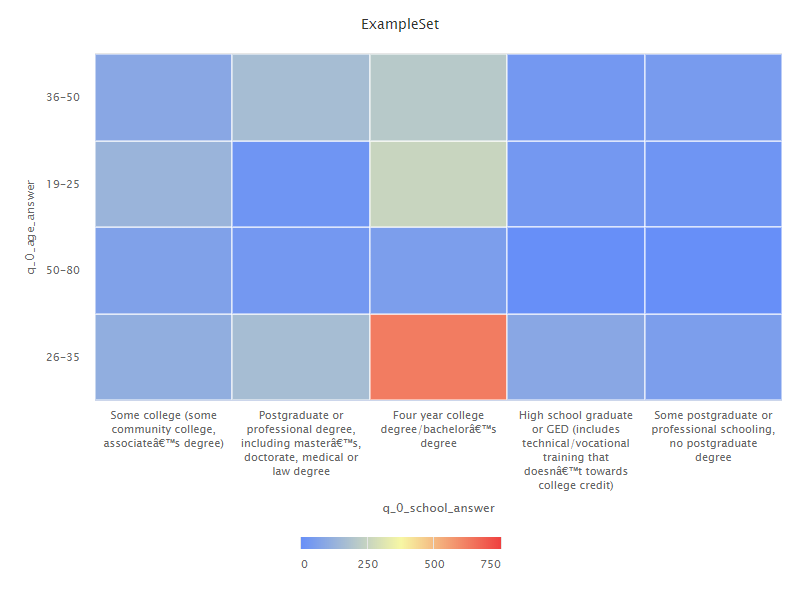 ExampleSet
q_0_age_answer
36-50
19-25
50-80
26-35
Some college (some
community college,
associateâ€™s degree)
Postgraduate or
professional degree,
including masterâ€™s,
doctorate, medical or
law degree
Four year college
degree/bachelorâ€™s
degree
High school graduate
or GED (includes
technical/vocational
training that
doesnâ€™t towards
college credit)
Some postgraduate or
professional schooling,
no postgraduate
degree
q_0_school_answer
0 250 500 750